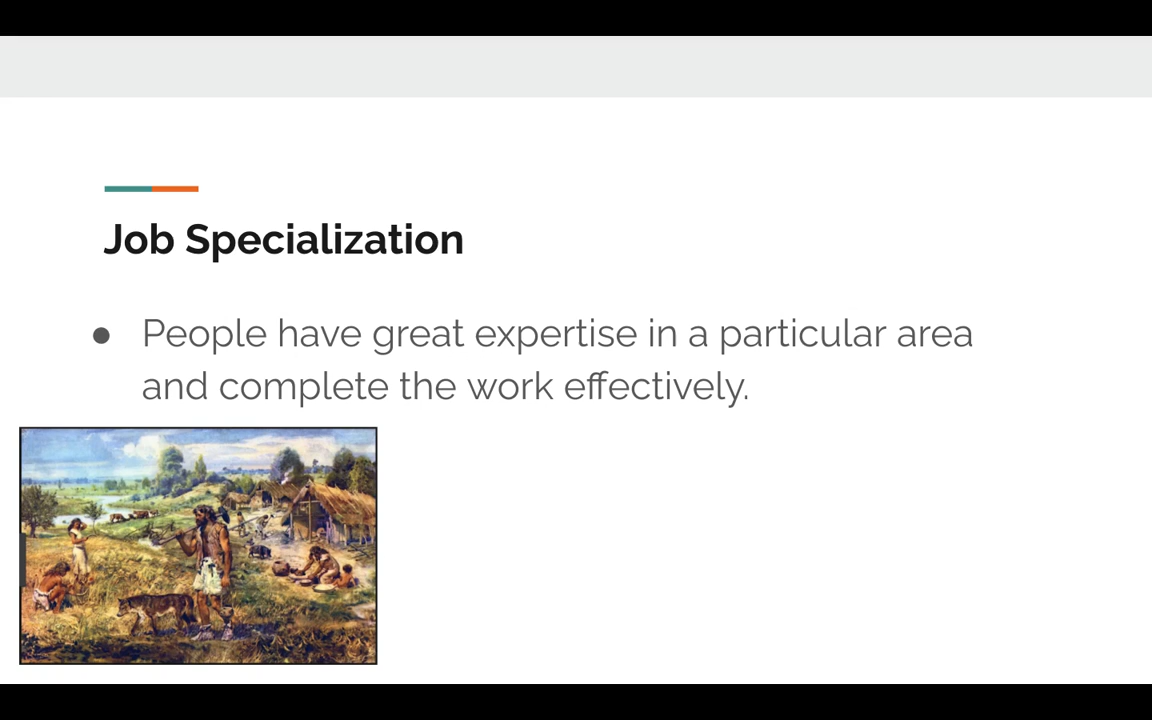 Job Specialization
● People have great expertise in a particular area
and complete the work effectively.